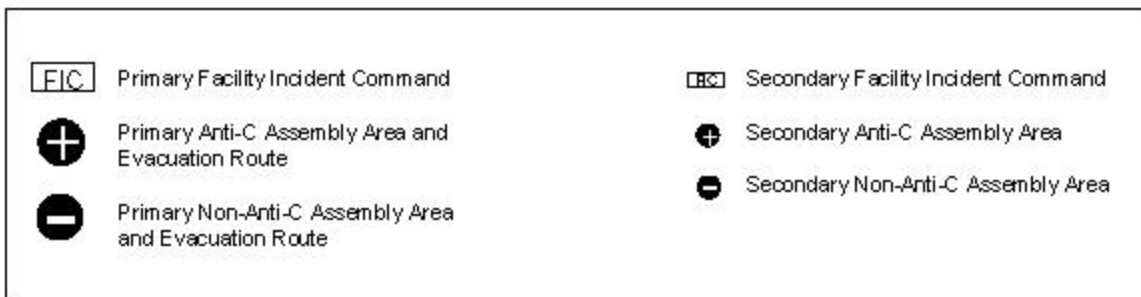 FIC Primary Facility Incident Command
Primary Anti-C Assembly Area and
Evacuation Route
Primary Non-Anti-C Assembly Area
and Evacuation Route
FIC Secondary Facility Incident Command
Secondary Anti-C Assembly Area
Secondary Non-Anti-C Assembly Area